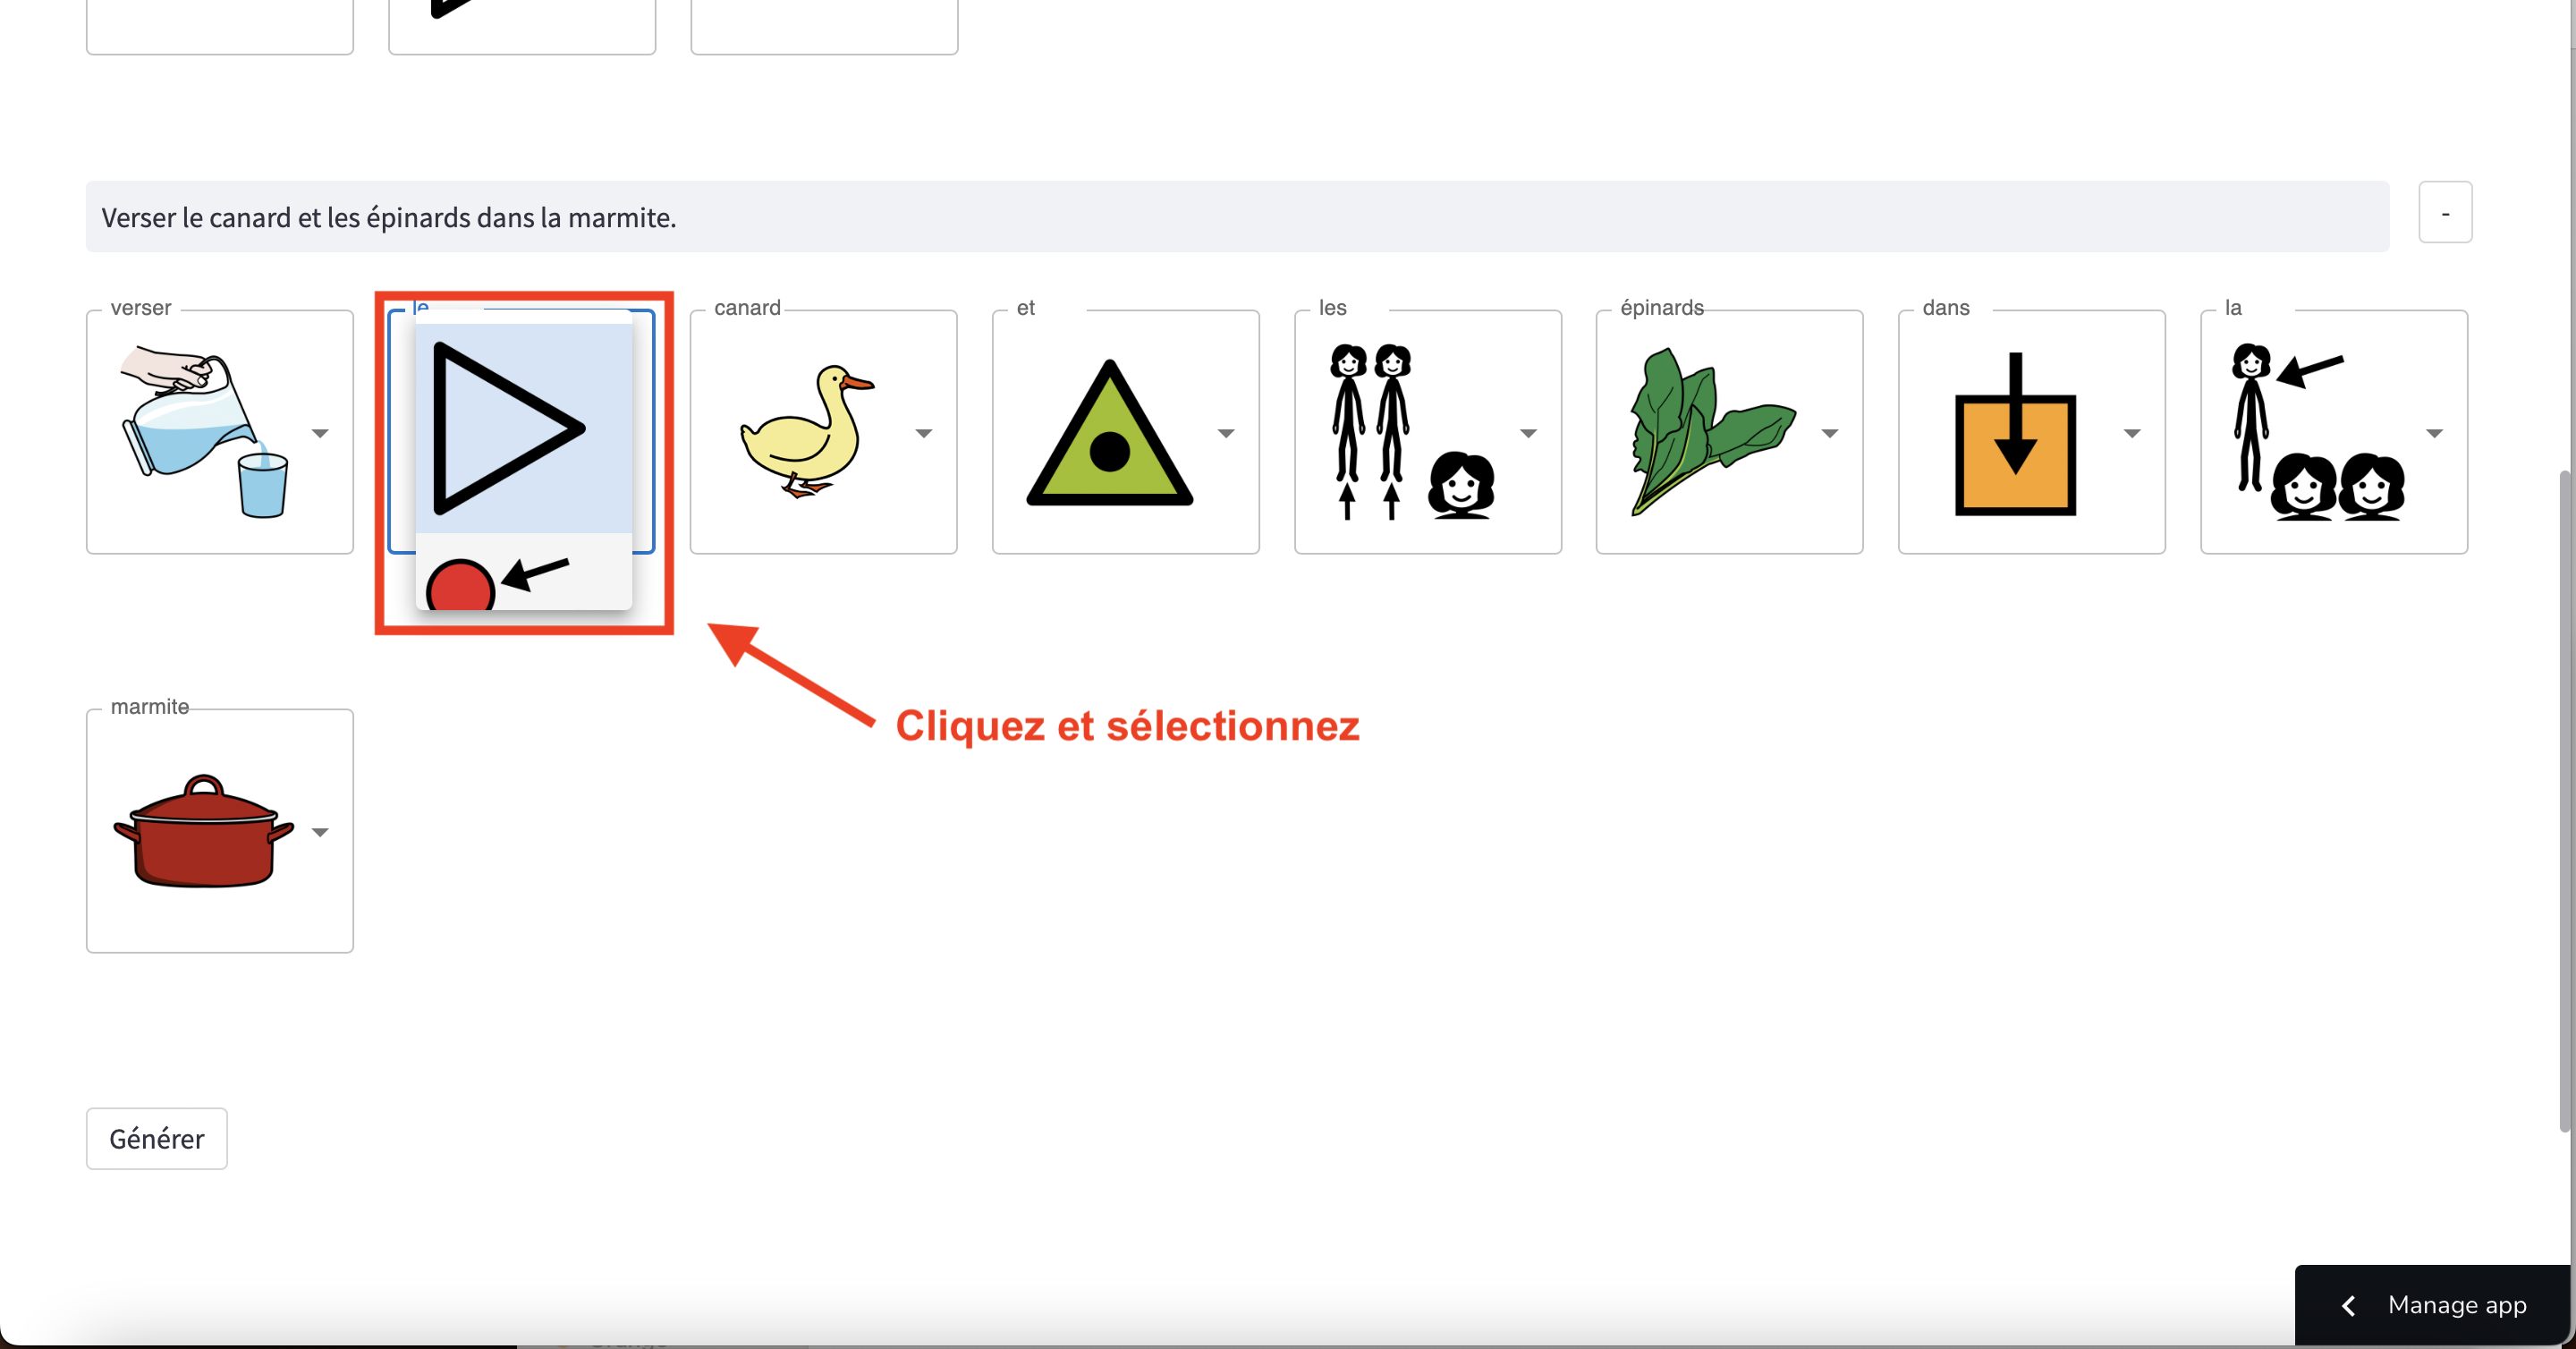 Verser le canard et les épinards dans la marmite.
-
verser
le
canard
et
les
épinards
dans
la
Cliquez et sélectionnez
marmite
Générer
Manage app